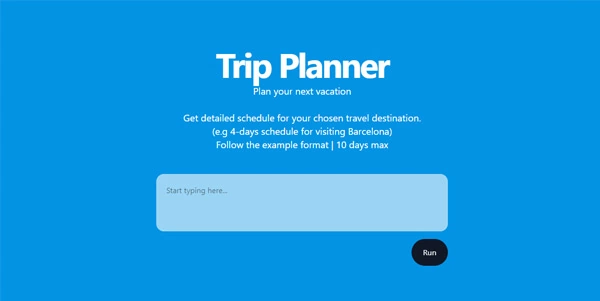 Trip Planner
Plan your next vacation
Get detailed schedule for your chosen travel destination.
(e.g 4-days schedule for visiting Barcelona)
Follow the example format | 10 days max
Start typing here...
Run